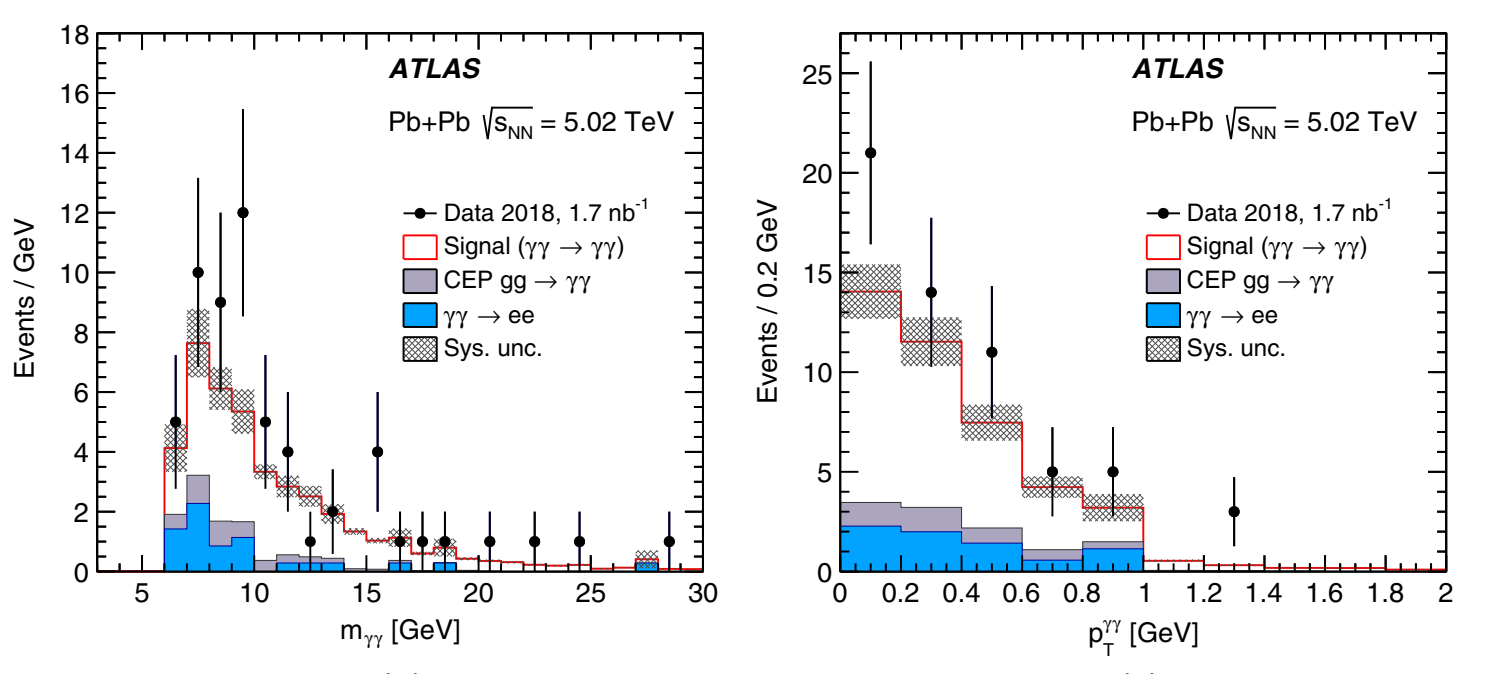 18
16
14
12
10
8
6
4
2
0
Events / GeV
ATLAS
Pb+Pb √sNN = 5.02 TeV
Data 2018, 1.7 nb-1
Signal (γγ → γγ)
CEP gg → γγ
γγ → ee
Sys. unc.
5 10 15 20 25 30
mγγ [GeV]
25
20
15
10
5
0
Events / 0.2 GeV
ATLAS
Pb+Pb √sNN = 5.02 TeV
Data 2018, 1.7 nb-1
Signal (γγ → γγ)
CEP gg → γγ
γγ → ee
Sys. unc.
0 0.2 0.4 0.6 0.8 1 1.2 1.4 1.6 1.8 2
pTγγ [GeV]